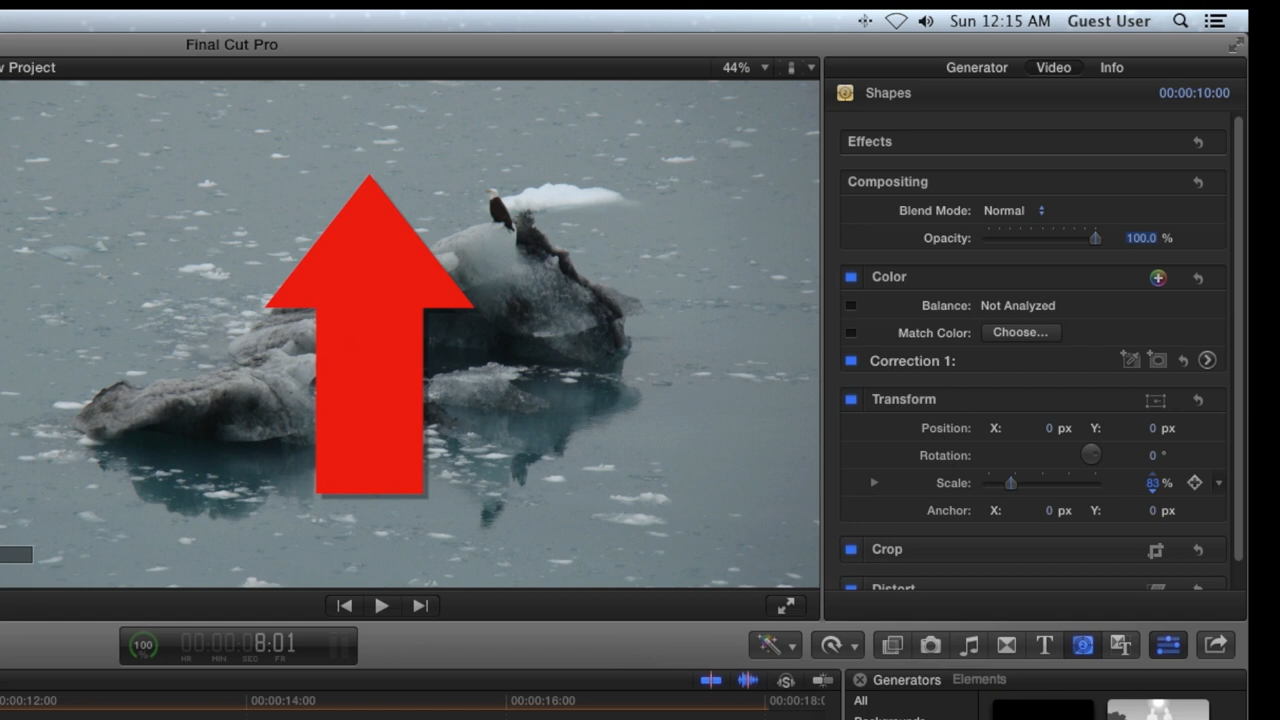 Sun 12:15 AM Guest User
Final Cut Pro
w Project
44%
Generator Video Info
Shapes 00:00:10:00
Effects
Compositing
Blend Mode: Normal
Opacity: 100.0 %
Color
Balance: Not Analyzed
Match Color: Choose...
Correction 1:
Transform
Position: X: 0 px Y: 0 px
Rotation: 0 °
Scale: 83 %
Anchor: X: 0 px Y: 0 px
Crop
Distort
100 00:00:08:01
HR MIN SEC FR
Generators Elements
0:00:12:00 00:00:14:00 00:00:16:00 00:00:18:0
All
Backgrounds